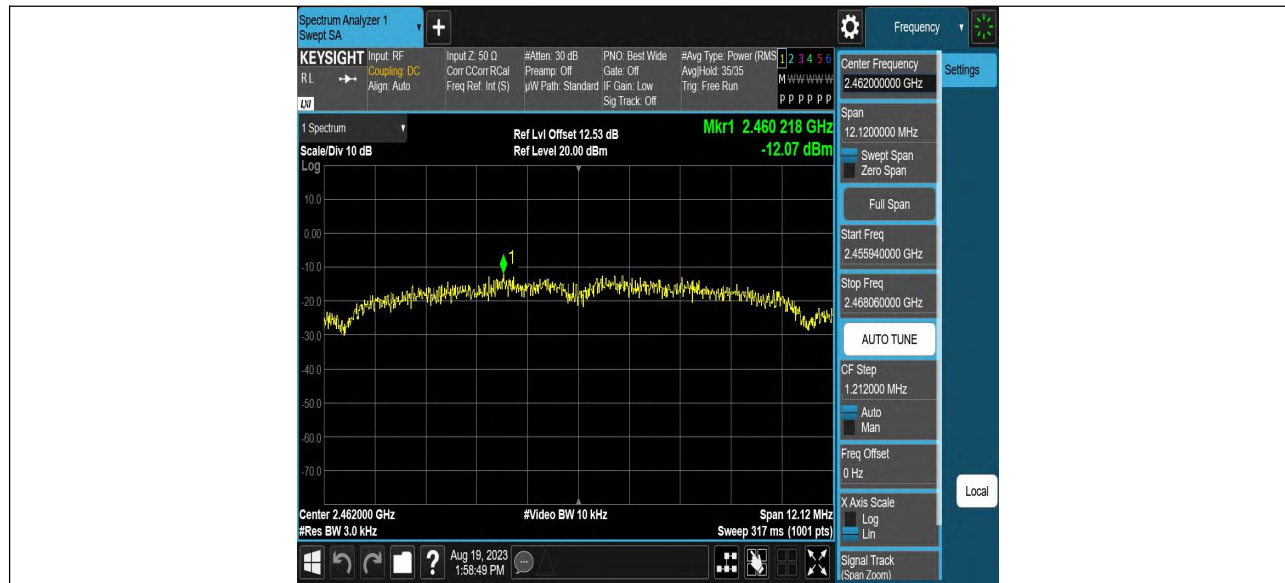 Spectrum Analyzer 1
Swept SA
+
Frequency
KEYSIGHT
RL
LXI
Input: RF
Coupling: DC
Align: Auto
Input Z: 50 Ω
Corr CCorr RCal
Freq Ref: Int (S)
#Atten: 30 dB
Preamp: Off
µW Path: Standard
PNO: Best Wide
Gate: Off
IF Gain: Low
Sig Track: Off
#Avg Type: Power (RMS
Avg|Hold: 35/35
Trig: Free Run
1 2 3 4 5 6
M W W W W W
P P P P P P
1 Spectrum
Scale/Div 10 dB
Ref Lvl Offset 12.53 dB
Ref Level 20.00 dBm
Mkr1 2.460 218 GHz
-12.07 dBm
Log
10.0
0.00
-10.0
-20.0
-30.0
-40.0
-50.0
-60.0
-70.0
1
Center 2.462000 GHz
#Res BW 3.0 kHz
#Video BW 10 kHz
Span 12.12 MHz
Sweep 317 ms (1001 pts)
?
Aug 19, 2023
1:58:49 PM
Center Frequency
2.462000000 GHz
Span
12.1200000 MHz
Swept Span
Zero Span
Full Span
Start Freq
2.455940000 GHz
Stop Freq
2.468060000 GHz
AUTO TUNE
CF Step
1.212000 MHz
Auto
Man
Freq Offset
0 Hz
X Axis Scale
Log
Lin
Signal Track
(Span Zoom)
Settings
Local